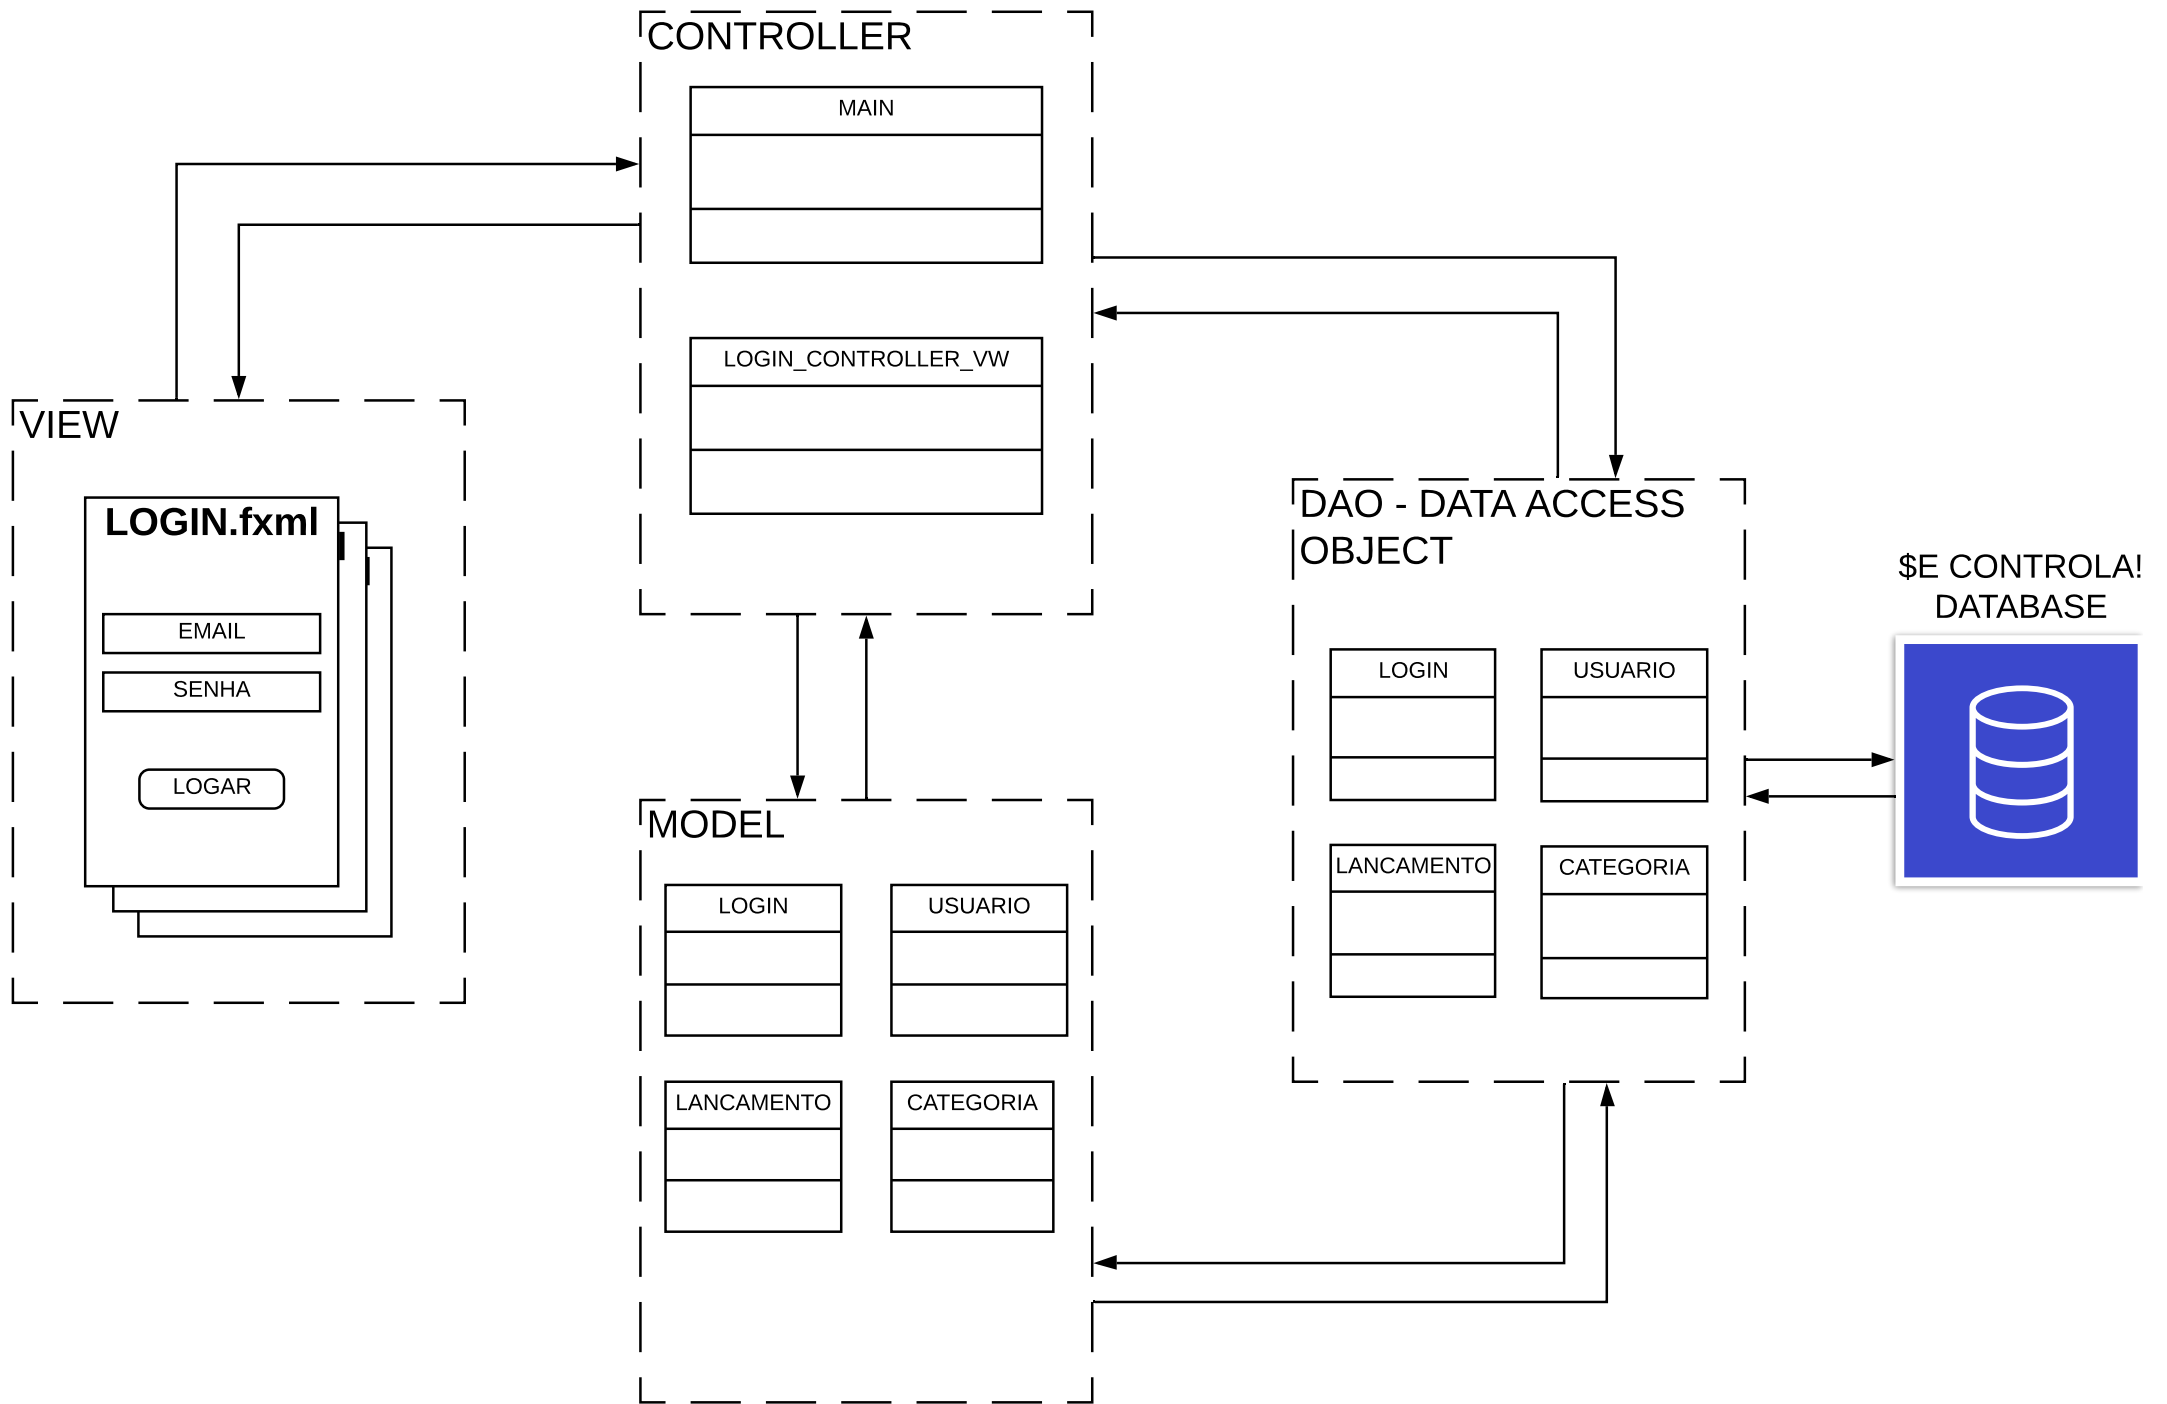 CONTROLLER
MAIN
LOGIN_CONTROLLER_VW
VIEW
LOGIN.fxml
EMAIL
SENHA
LOGAR
MODEL
LOGIN
USUARIO
LANCAMENTO
CATEGORIA
DAO - DATA ACCESS
OBJECT
LOGIN
USUARIO
LANCAMENTO
CATEGORIA
$E CONTROLA!
DATABASE